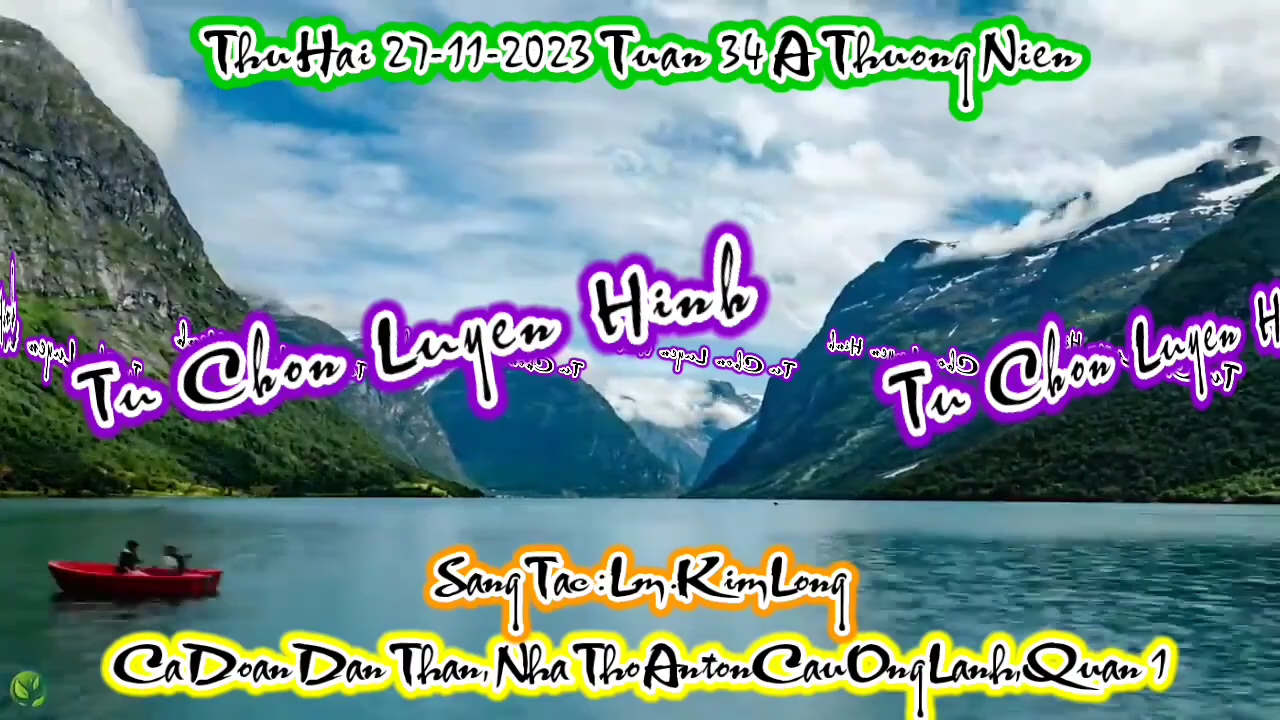 Thu Hai 27-11-2023 Tuan 34 A Thuong Nien
Tu Chon Luyen Hinh
Tu Chon Luyen H
Sang Tac : Lm. Kim Long
Ca Doan Dan Than, Nha Tho Anton Cau Ong Lanh, Quan 1